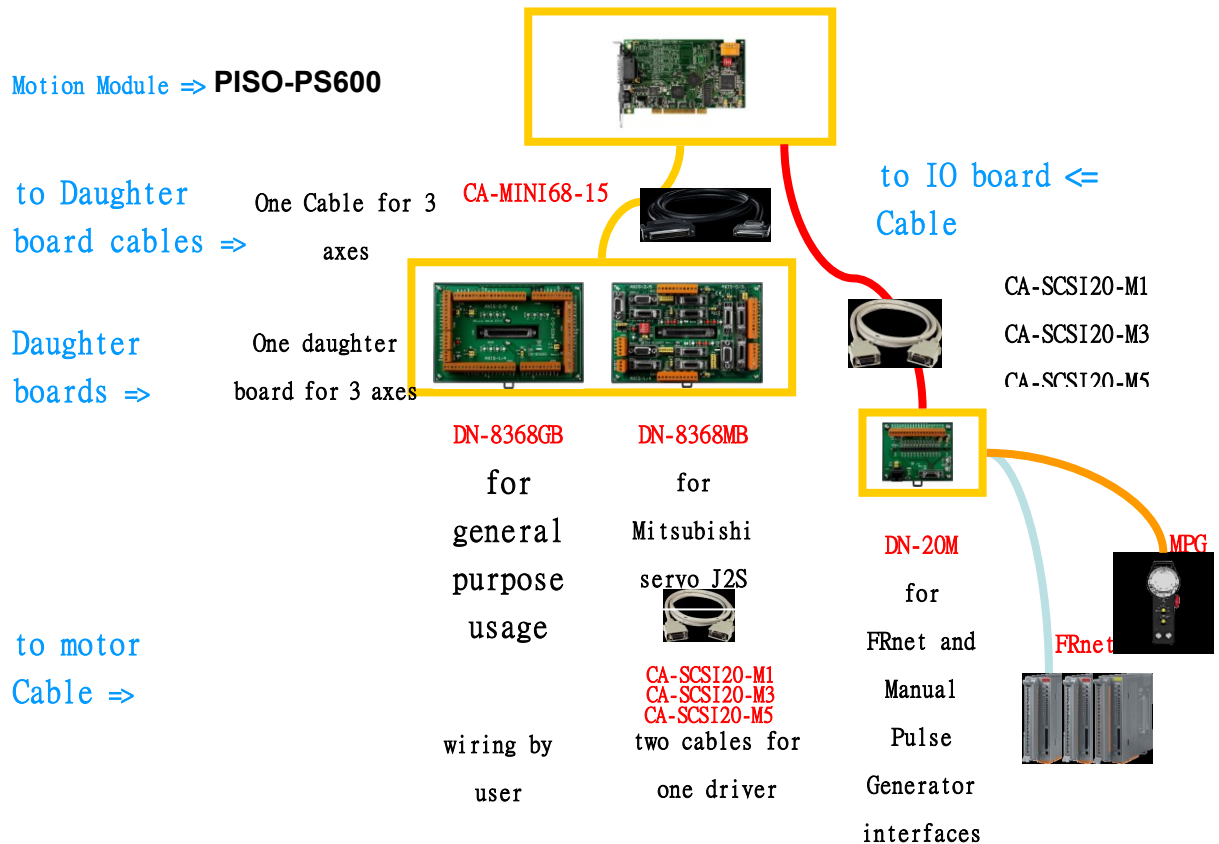 Motion Module => PISO-PS600
to Daughter
board cables =>
One Cable for 3
axes
CA-MINI68-15
to IO board <=
Cable
CA-SCSI20-M1
CA-SCSI20-M3
CA-SCSI20-M5
Daughter
boards =>
One daughter
board for 3 axes
DN-8368GB
for
general
purpose
usage
DN-8368MB
for
Mitsubishi
servo J2S
DN-20M
for
FRnet and
Manual
Pulse
Generator
interfaces
MPG
FRnet
to motor
Cable =>
wiring by
user
CA-SCSI20-M1
CA-SCSI20-M3
CA-SCSI20-M5
two cables for
one driver